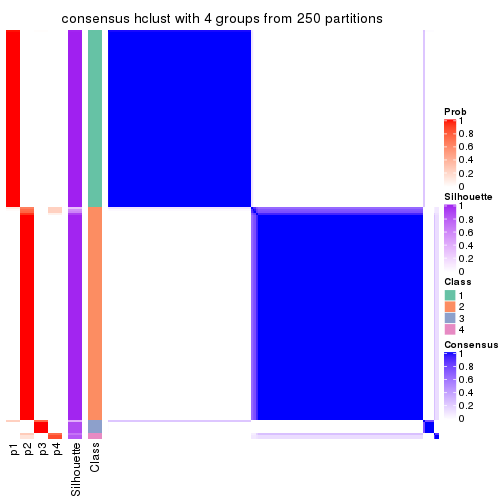 consensus hclust with 4 groups from 250 partitions
Prob
1
0.8
0.6
0.4
0.2
0
Silhouette
1
0.8
0.6
0.4
0.2
0
Class
1
2
3
4
Consensus
1
0.8
0.6
0.4
0.2
0
p1
p2
p3
p4
Silhouette
Class